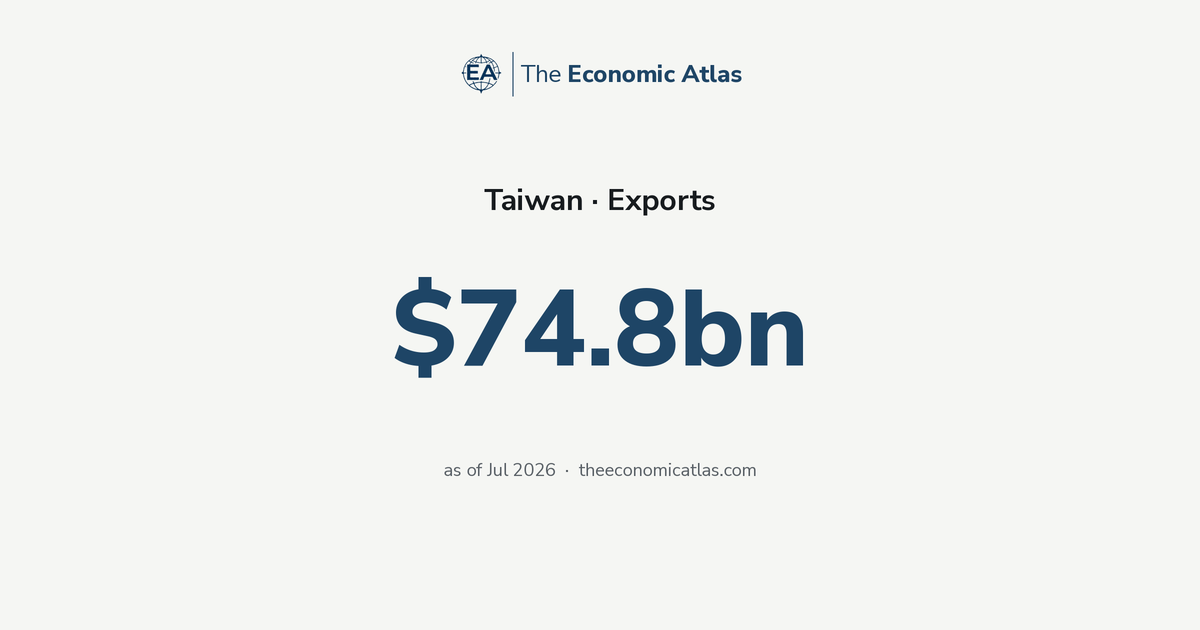 EA The Economic Atlas
Taiwan · Exports
$74.8bn
as of Jul 2026 · theeconomicatlas.com